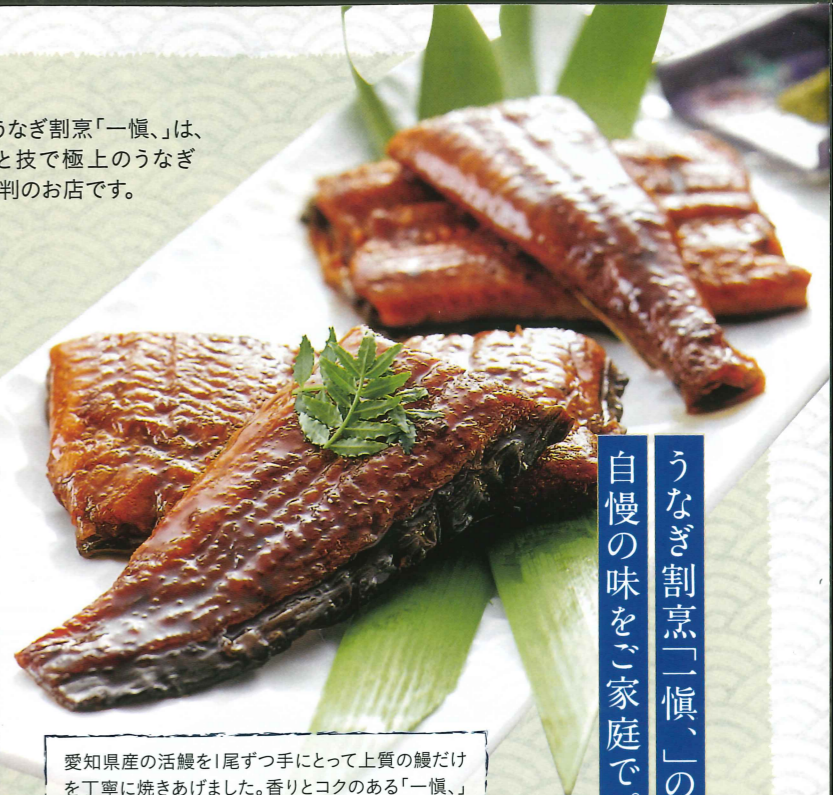 うなぎ割烹「一愼、」は、
と技で極上のうなぎ
判のお店です。
うなぎ割烹「一愼、」の
自慢の味をご家庭で。
愛知県産の活鰻を1尾ずつ手にとって上質の鰻だけ
を丁寧に焼きあげました。香りとコクのある「一愼、」